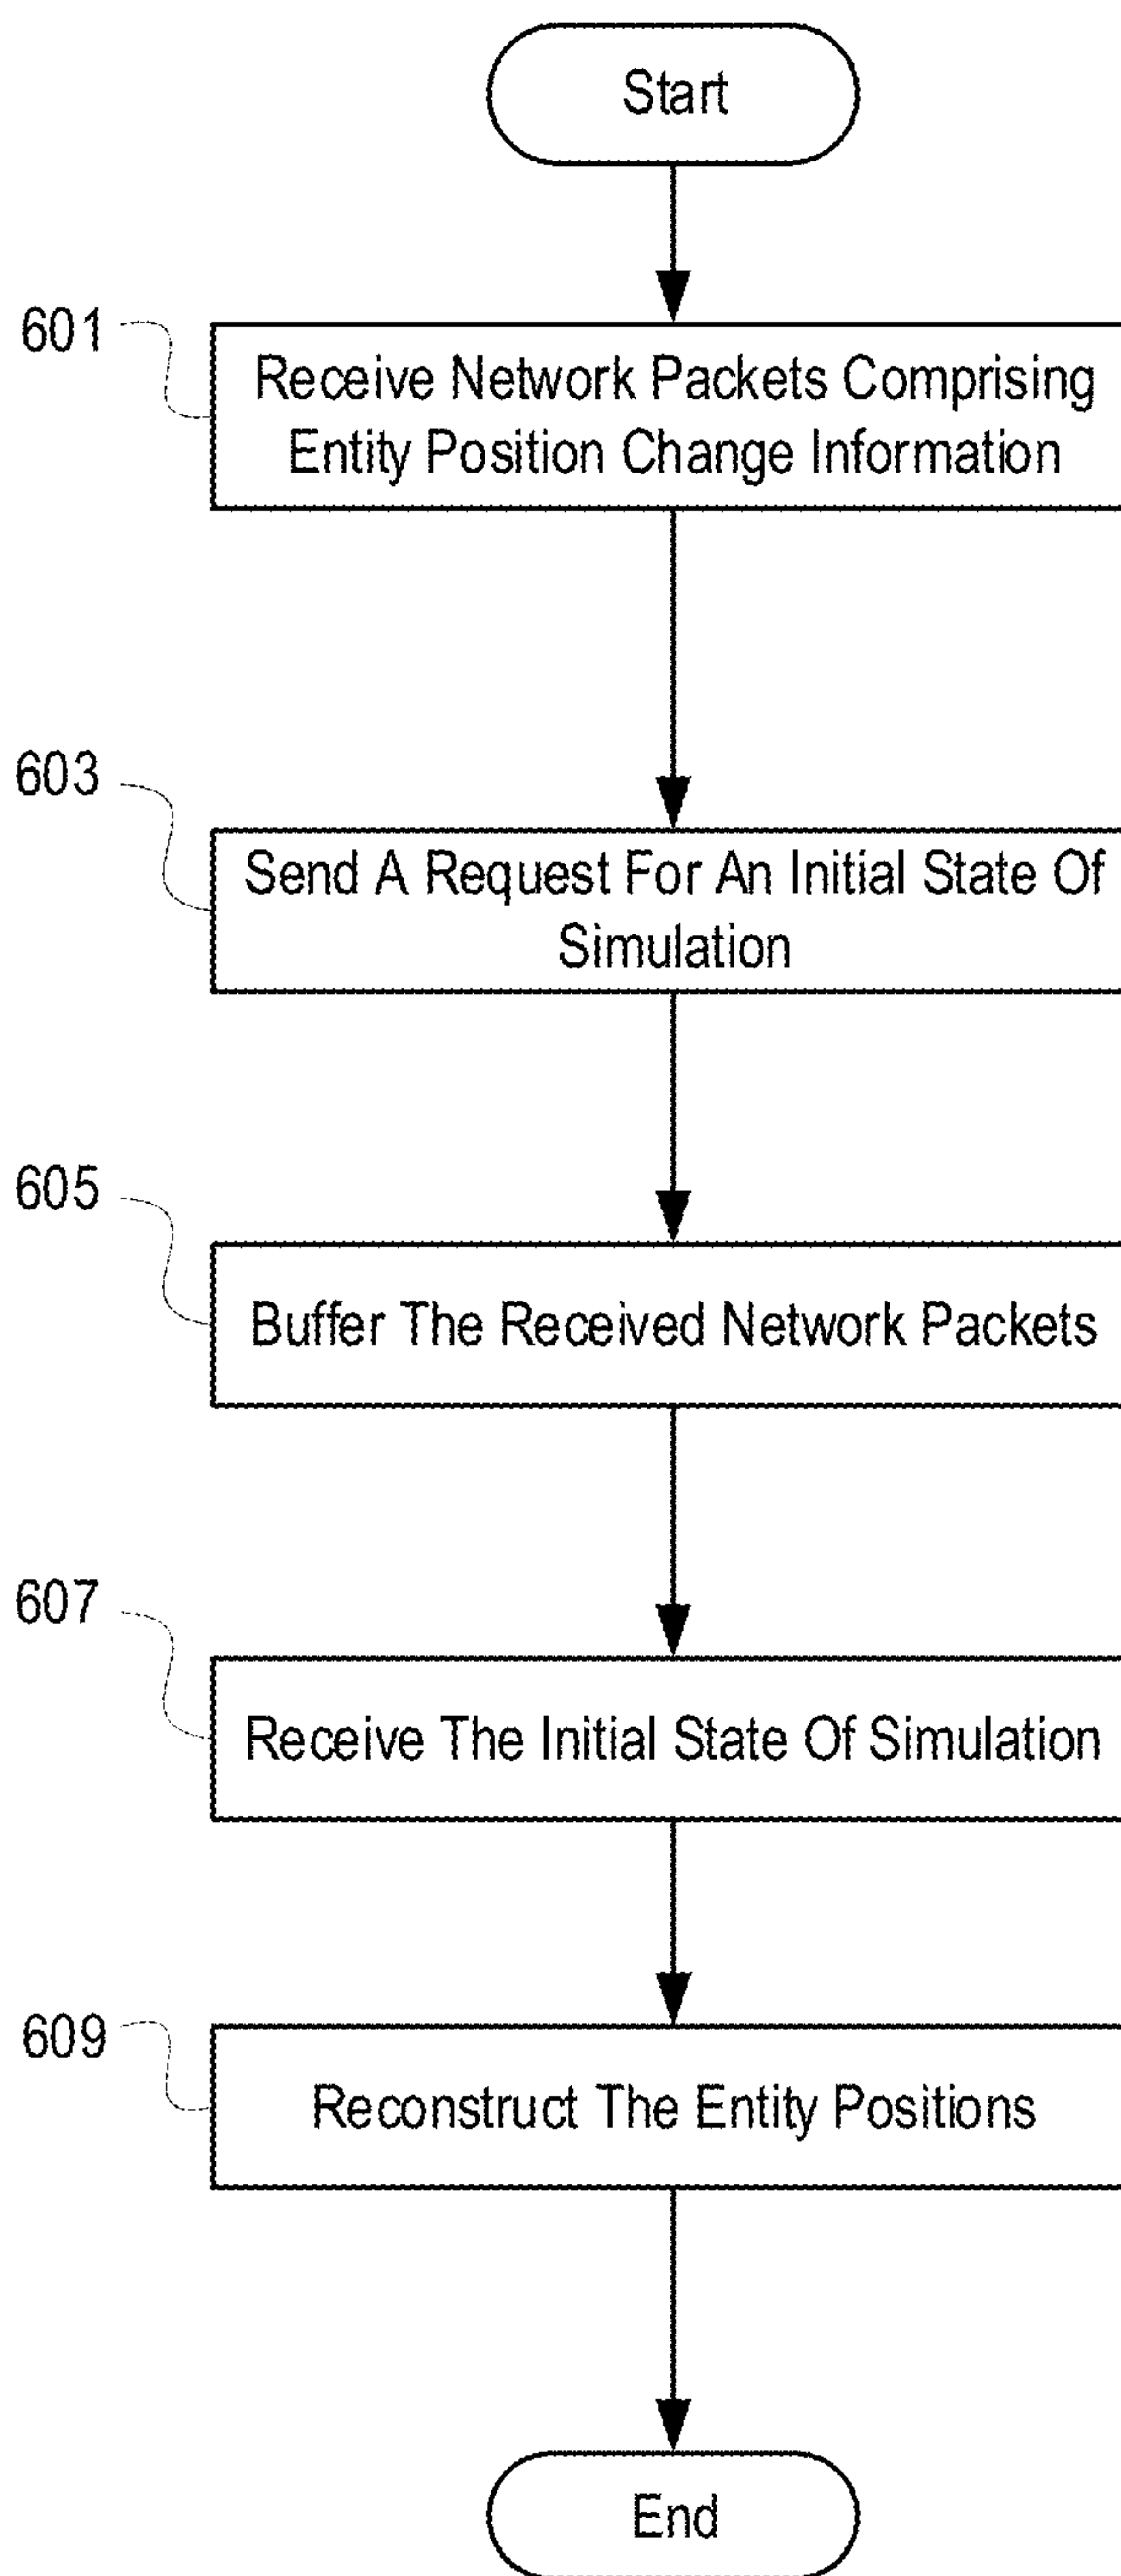 Start
601
Receive Network Packets Comprising
Entity Position Change Information
603
Send A Request For An Initial State Of
Simulation
605
Buffer The Received Network Packets
607
Receive The Initial State Of Simulation
609
Reconstruct The Entity Positions
End